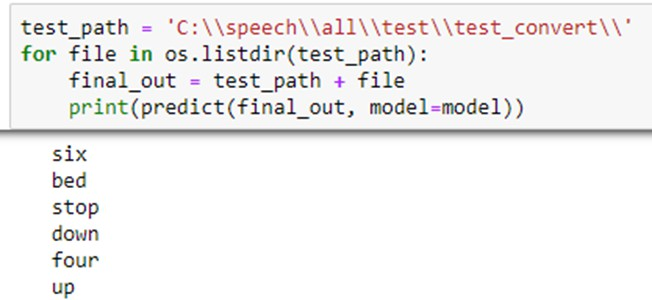 test_path = 'C:\\speech\\all\\test\\test_convert\\'
for file in os.listdir(test_path):
    final_out = test_path + file
    print(predict(final_out, model=model))
six
bed
stop
down
four
up